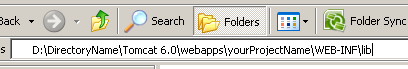 Back Search Folders Folder Sync
D:\DirectoryName\Tomcat 6.0\webapps\yourProjectName\WEB-INF\lib